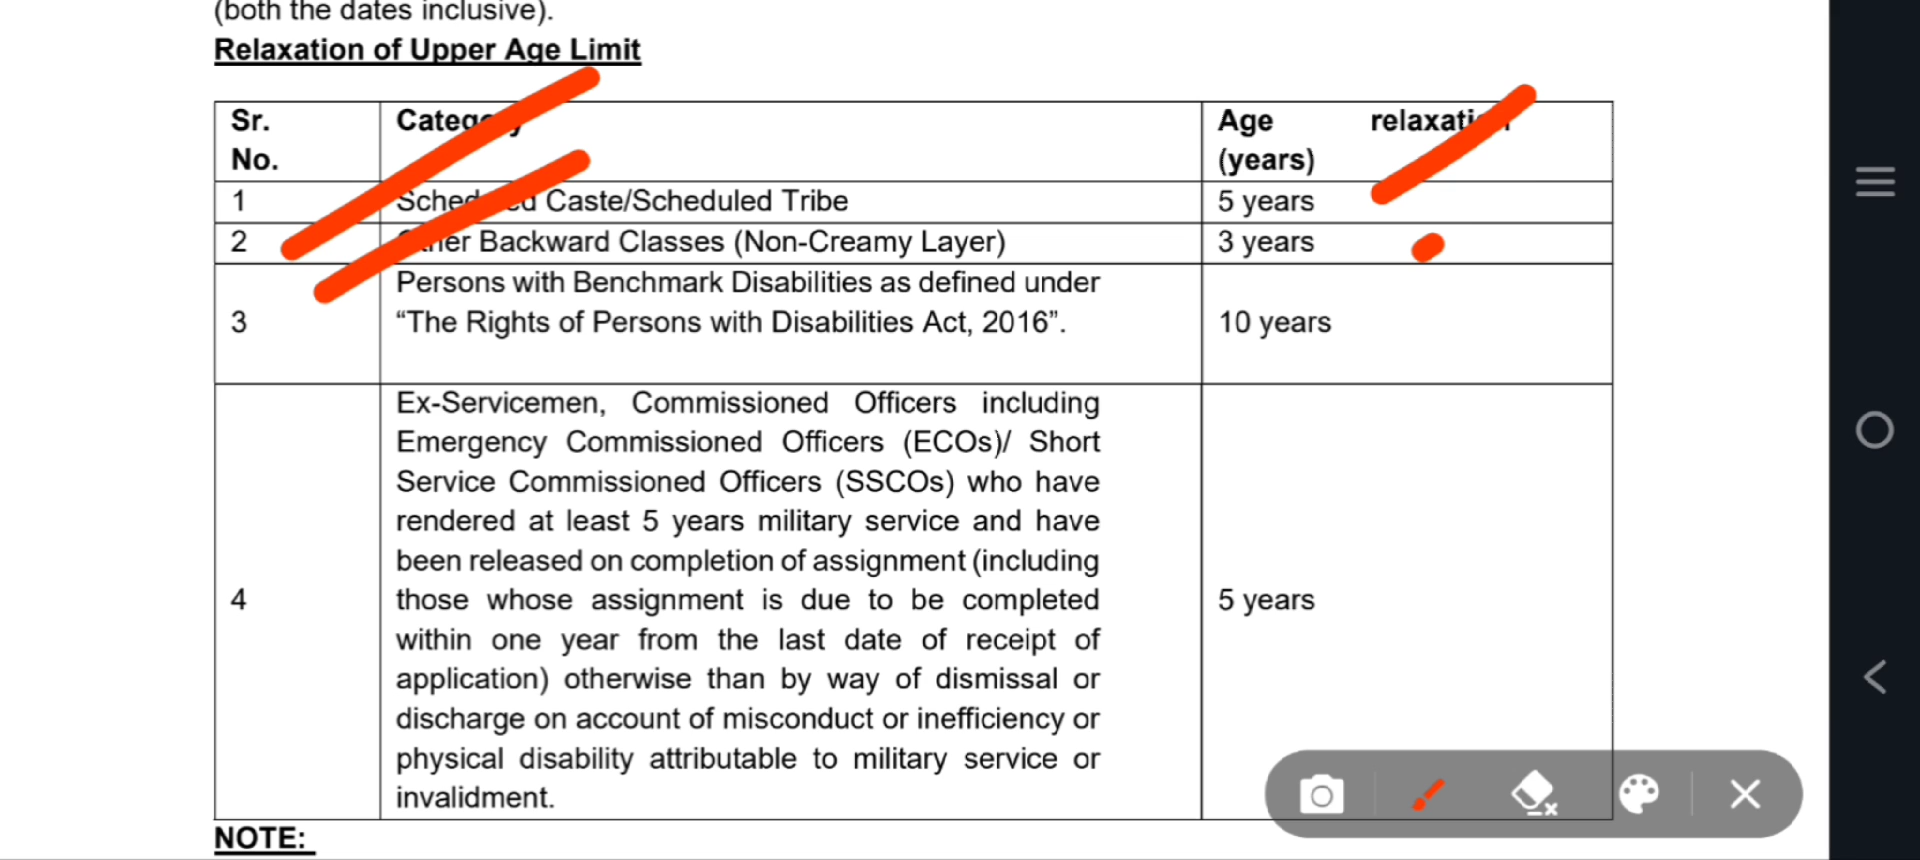 (both the dates inclusive).
Relaxation of Upper Age Limit
Sr. No.
Category
Age relaxation (years)
1
Scheduled Caste/Scheduled Tribe
5 years
2
Other Backward Classes (Non-Creamy Layer)
3 years
3
Persons with Benchmark Disabilities as defined under
“The Rights of Persons with Disabilities Act, 2016”.
10 years
4
Ex-Servicemen, Commissioned Officers including
Emergency Commissioned Officers (ECOs)/ Short
Service Commissioned Officers (SSCOs) who have
rendered at least 5 years military service and have
been released on completion of assignment (including
those whose assignment is due to be completed
within one year from the last date of receipt of
application) otherwise than by way of dismissal or
discharge on account of misconduct or inefficiency or
physical disability attributable to military service or
invalidment.
5 years
NOTE: